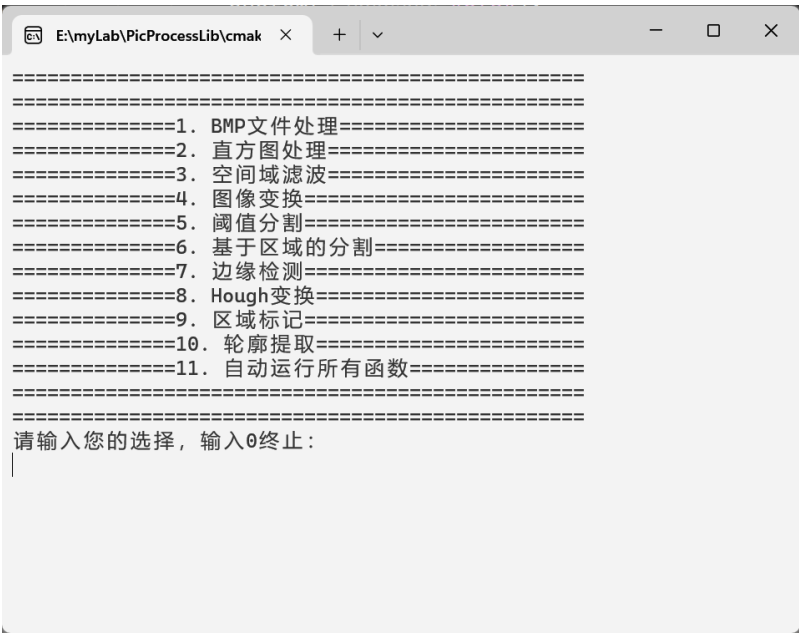 E:\myLab\PicProcessLib\cmak
=================================================
=================================================
==============1. BMP文件处理=====================
==============2. 直方图处理======================
==============3. 空间域滤波======================
==============4. 图像变换========================
==============5. 阈值分割========================
==============6. 基于区域的分割==================
==============7. 边缘检测========================
==============8. Hough变换=======================
==============9. 区域标记========================
==============10. 轮廓提取=======================
==============11. 自动运行所有函数===============
=================================================
=================================================
请输入您的选择, 输入0终止: